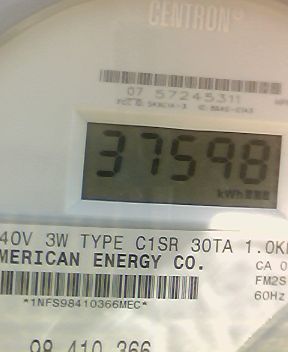 CENTRON®
07 57245311
37598
kWh
40V 3W TYPE C1SR 30TA 1.0K
MERICAN ENERGY CO.
CA 0
FM2S
60Hz
*1NFS98410366MEC*
98 410 366